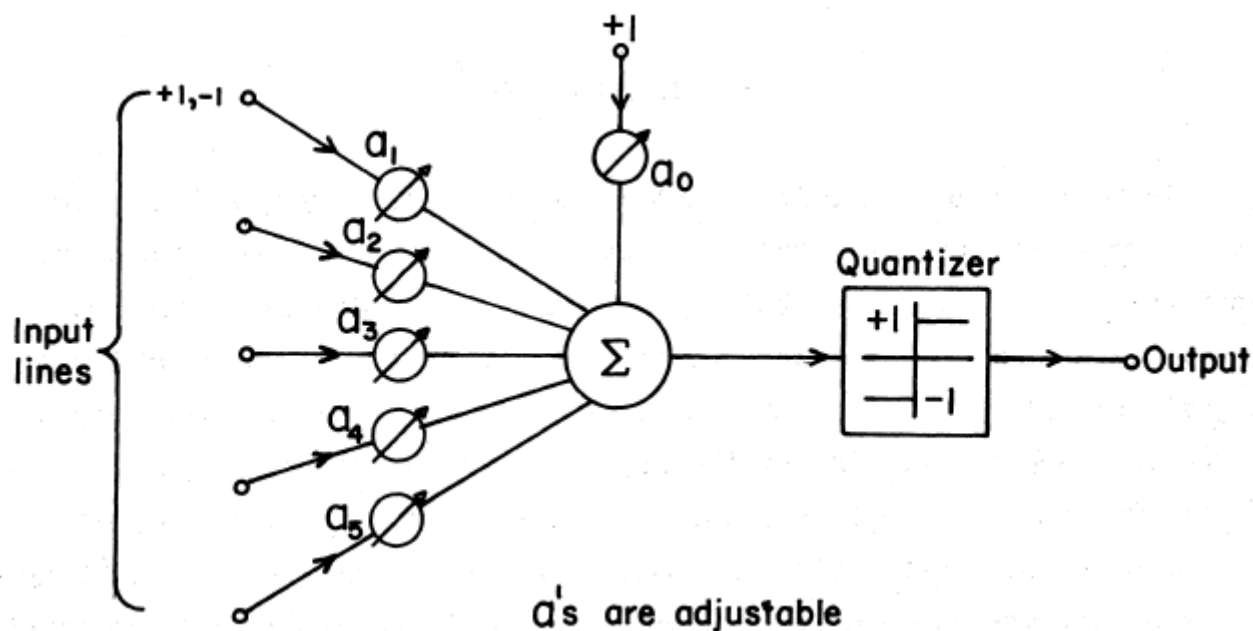 +1
+1,-1
a₁
a₀
a₂
Quantizer
a₃
+1
Input
lines
Σ
Output
-1
a₄
a₅
a's are adjustable